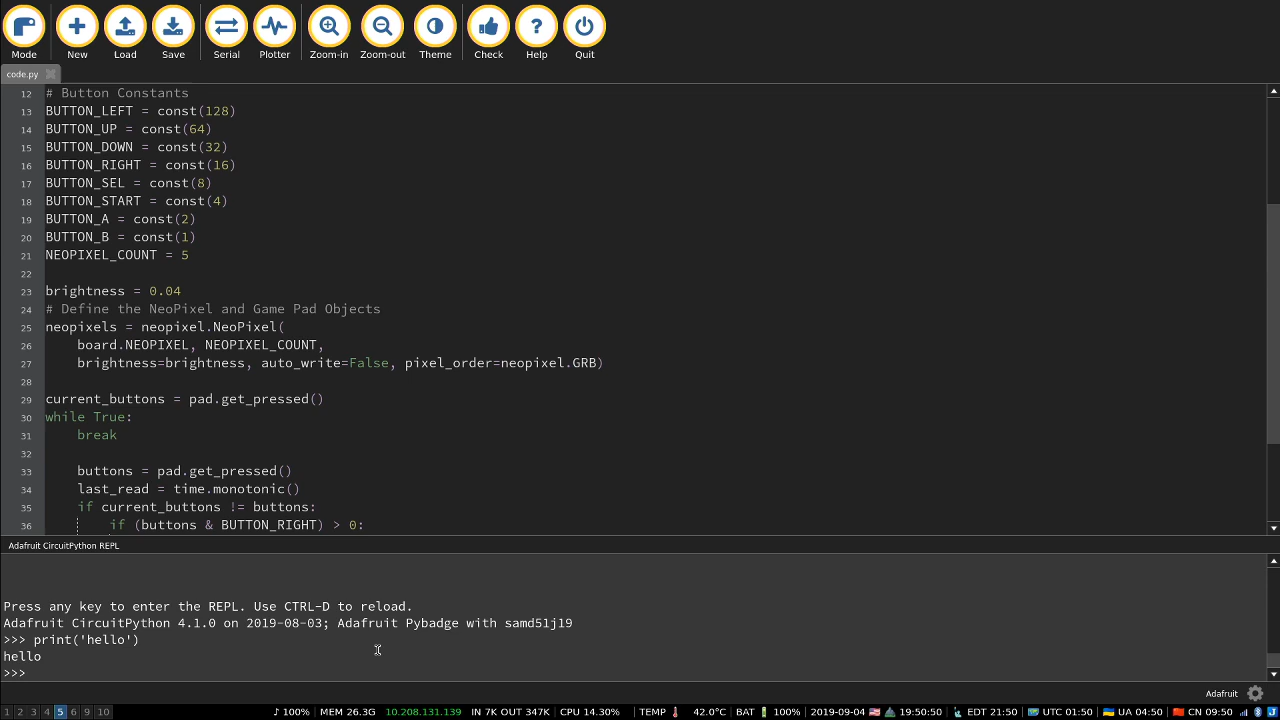 Mode New Load Save Serial Plotter Zoom-in Zoom-out Theme Check Help Quit
code.py
12 # Button Constants
13 BUTTON_LEFT = const(128)
14 BUTTON_UP = const(64)
15 BUTTON_DOWN = const(32)
16 BUTTON_RIGHT = const(16)
17 BUTTON_SEL = const(8)
18 BUTTON_START = const(4)
19 BUTTON_A = const(2)
20 BUTTON_B = const(1)
21 NEOPIXEL_COUNT = 5
22
23 brightness = 0.04
24 # Define the NeoPixel and Game Pad Objects
25 neopixels = neopixel.NeoPixel(
26     board.NEOPIXEL, NEOPIXEL_COUNT,
27     brightness=brightness, auto_write=False, pixel_order=neopixel.GRB)
28
29 current_buttons = pad.get_pressed()
30 while True:
31     break
32
33     buttons = pad.get_pressed()
34     last_read = time.monotonic()
35     if current_buttons != buttons:
36         if (buttons & BUTTON_RIGHT) > 0:
Adafruit CircuitPython REPL
Press any key to enter the REPL. Use CTRL-D to reload.
Adafruit CircuitPython 4.1.0 on 2019-08-03; Adafruit Pybadge with samd51j19
>>> print('hello')
hello
>>>
Adafruit
1 2 3 4 5 6 9 10 ♪ 100% MEM 26.3G 10.208.131.139 IN 7K OUT 347K CPU 14.30% TEMP 42.0°C BAT 100% 2019-09-04 19:50:50 EDT 21:50 UTC 01:50 UA 04:50 CN 09:50